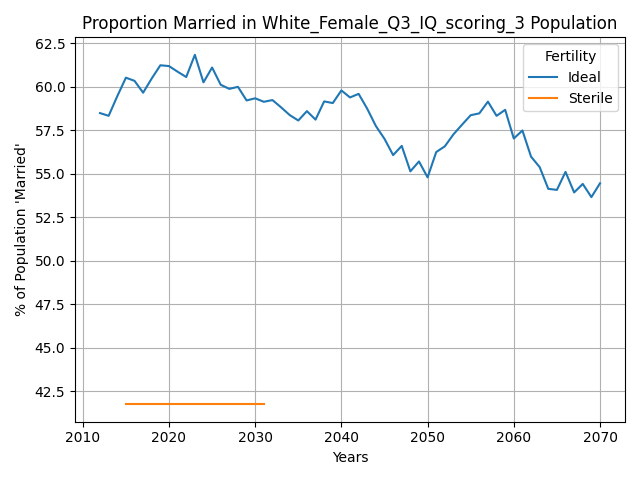 Proportion Married in White_Female_Q3_IQ_scoring_3 Population
% of Population 'Married'
62.5
60.0
57.5
55.0
52.5
50.0
47.5
45.0
42.5
Fertility
Ideal
Sterile
2010 2020 2030 2040 2050 2060 2070
Years